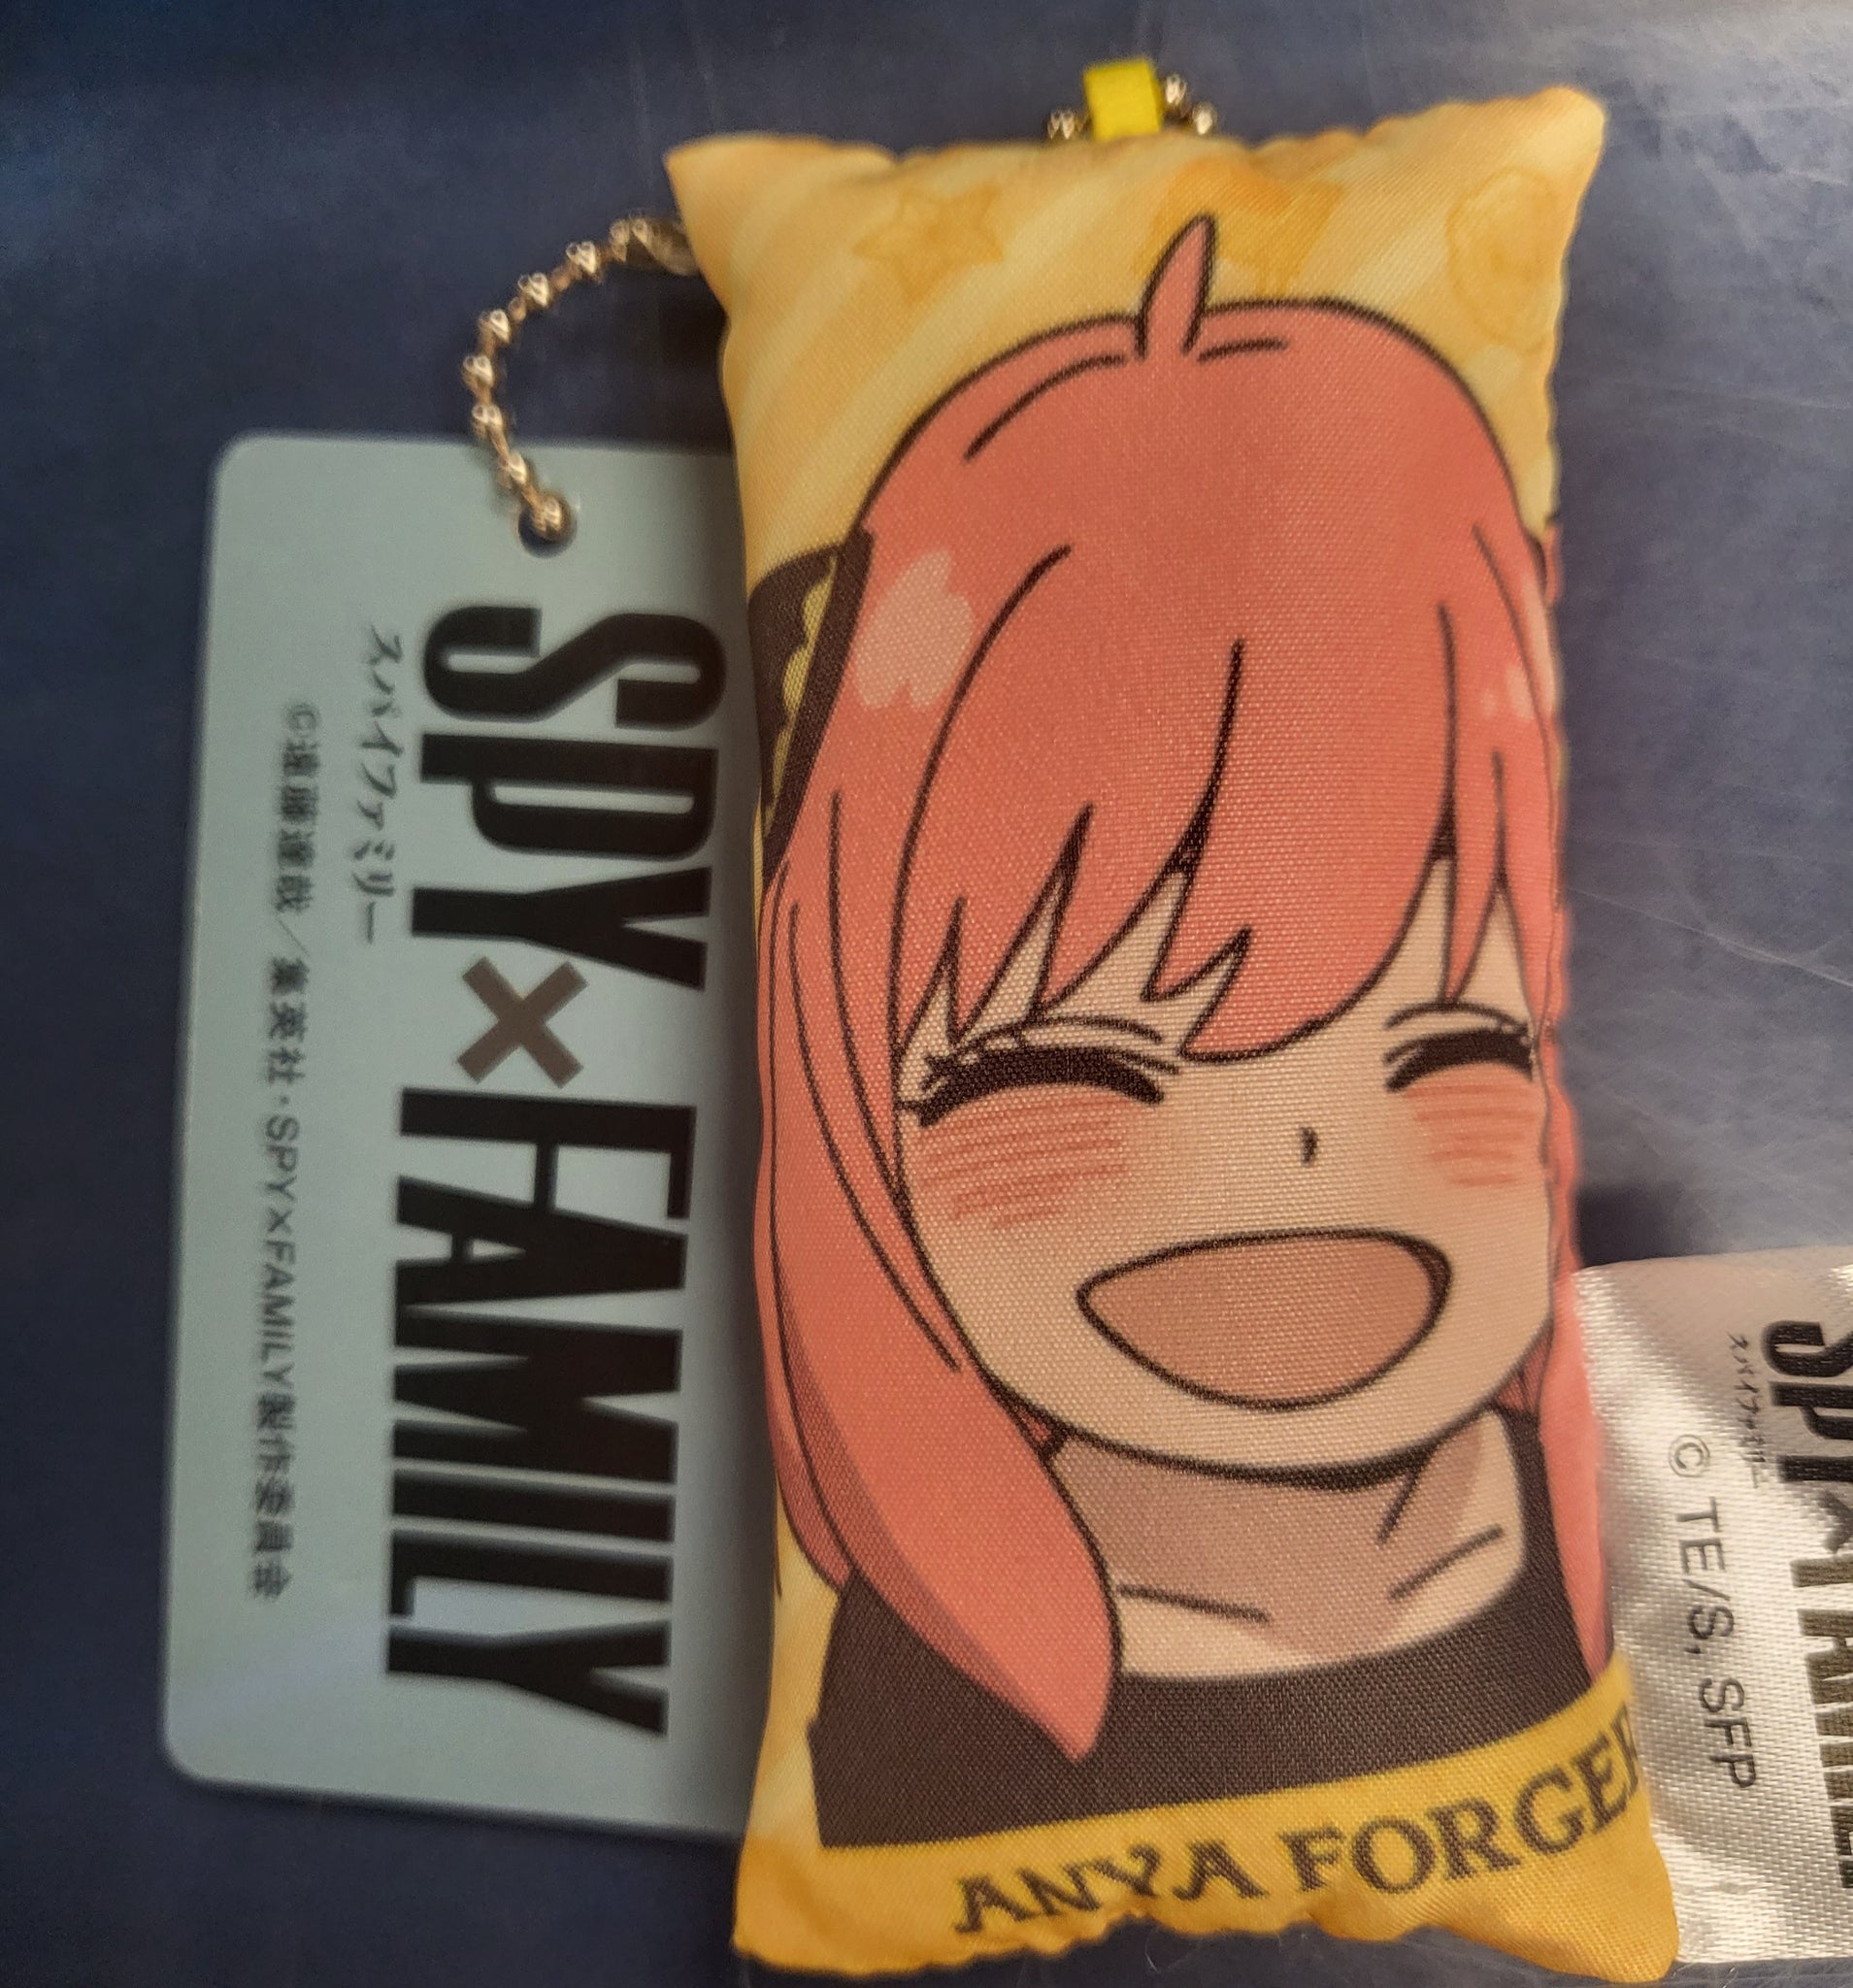 SPY×FAMILY
スパイファミリー
©遠藤達哉／集英社・SPY×FAMILY製作委員会
ANYA FORGER
SPY×FAMILY
スパイファミリー
© TE/S, SFP